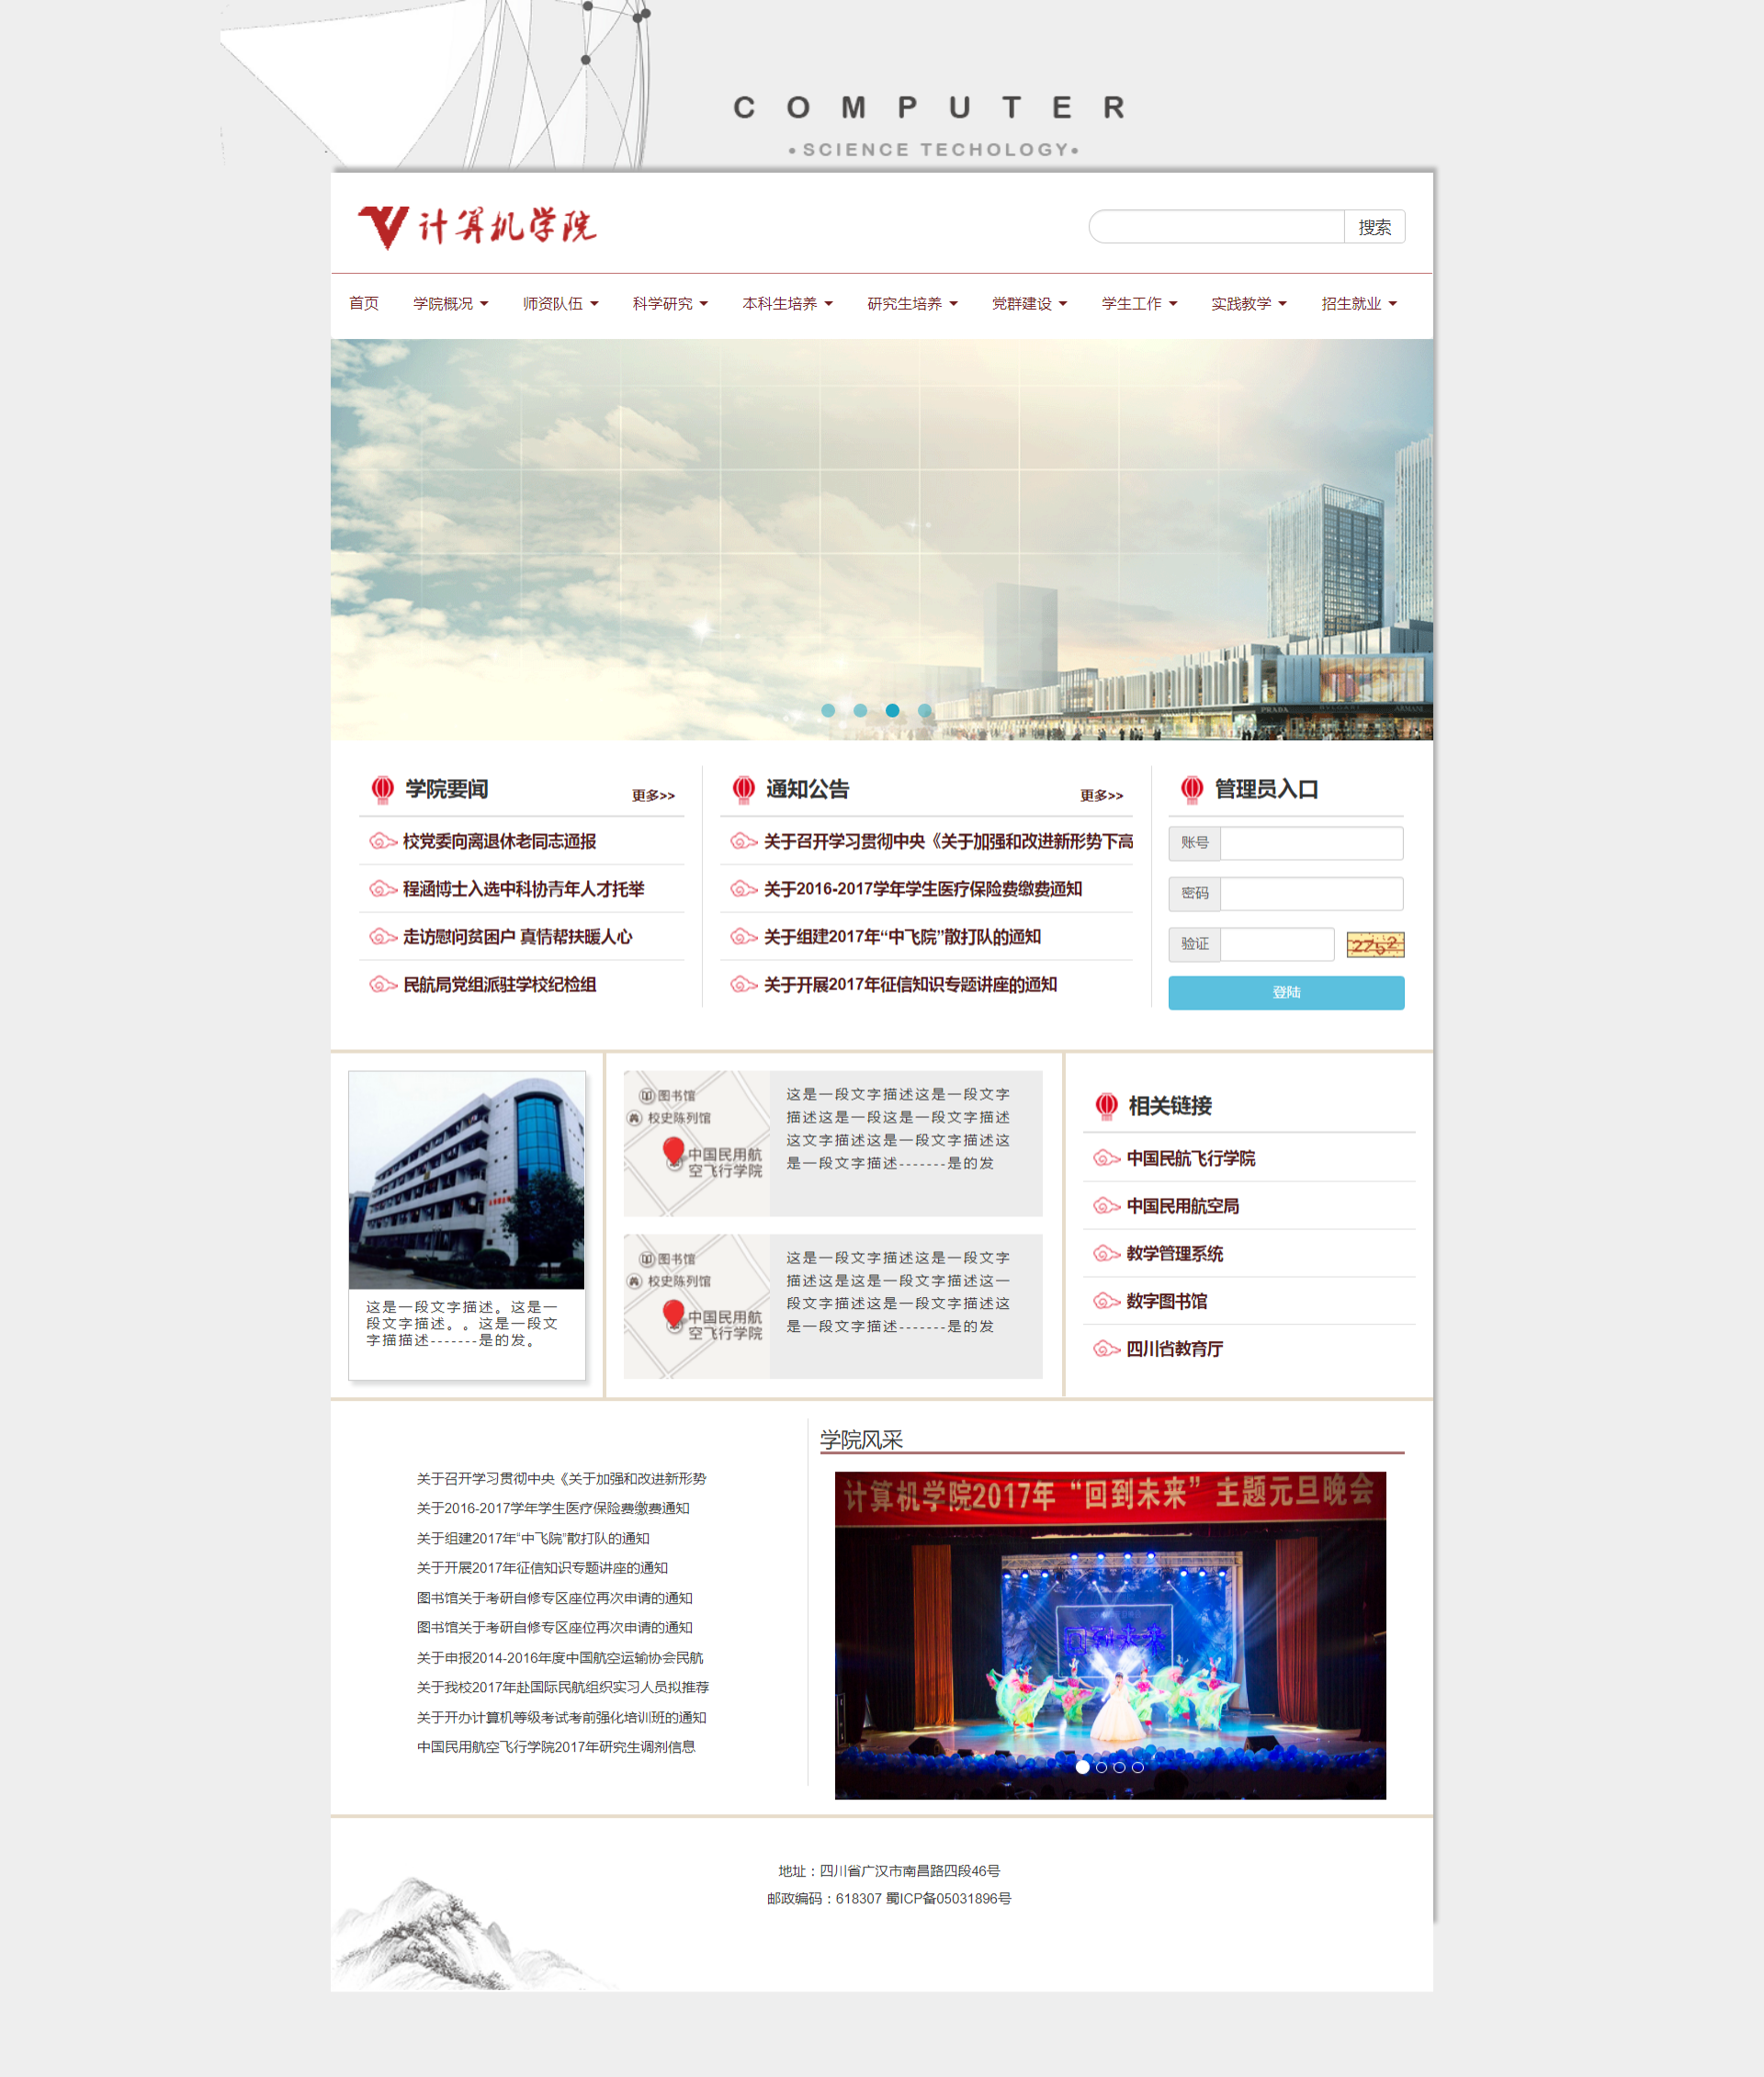 COMPUTER
•SCIENCE TECHOLOGY•
计算机学院
搜索
首页 学院概况 师资队伍 科学研究 本科生培养 研究生培养 党群建设 学生工作 实践教学 招生就业
PRADA BVLGARI ARMANI
学院要闻 更多>>
校党委向离退休老同志通报
程涵博士入选中科协青年人才托举
走访慰问贫困户 真情帮扶暖人心
民航局党组派驻学校纪检组
通知公告 更多>>
关于召开学习贯彻中央《关于加强和改进新形势下高
关于2016-2017学年学生医疗保险费缴费通知
关于组建2017年“中飞院”散打队的通知
关于开展2017年征信知识专题讲座的通知
管理员入口
账号
密码
验证 2752
登陆
这是一段文字描述。这是一
段文字描述。。这是一段文
字描描述-------是的发。
图书馆
校史陈列馆
中国民用航
空飞行学院
这是一段文字描述这是一段文字
描述这是一段这是一段文字描述
这文字描述这是一段文字描述这
是一段文字描述-------是的发
图书馆
校史陈列馆
中国民用航
空飞行学院
这是一段文字描述这是一段文字
描述这是这是一段文字描述这一
段文字描述这是一段文字描述这
是一段文字描述-------是的发
相关链接
中国民航飞行学院
中国民用航空局
教学管理系统
数字图书馆
四川省教育厅
关于召开学习贯彻中央《关于加强和改进新形势
关于2016-2017学年学生医疗保险费缴费通知
关于组建2017年“中飞院”散打队的通知
关于开展2017年征信知识专题讲座的通知
图书馆关于考研自修专区座位再次申请的通知
图书馆关于考研自修专区座位再次申请的通知
关于申报2014-2016年度中国航空运输协会民航
关于我校2017年赴国际民航组织实习人员拟推荐
关于开办计算机等级考试考前强化培训班的通知
中国民用航空飞行学院2017年研究生调剂信息
学院风采
计算机学院2017年“回到未来”主题元旦晚会
回到未来
地址：四川省广汉市南昌路四段46号
邮政编码：618307 蜀ICP备05031896号